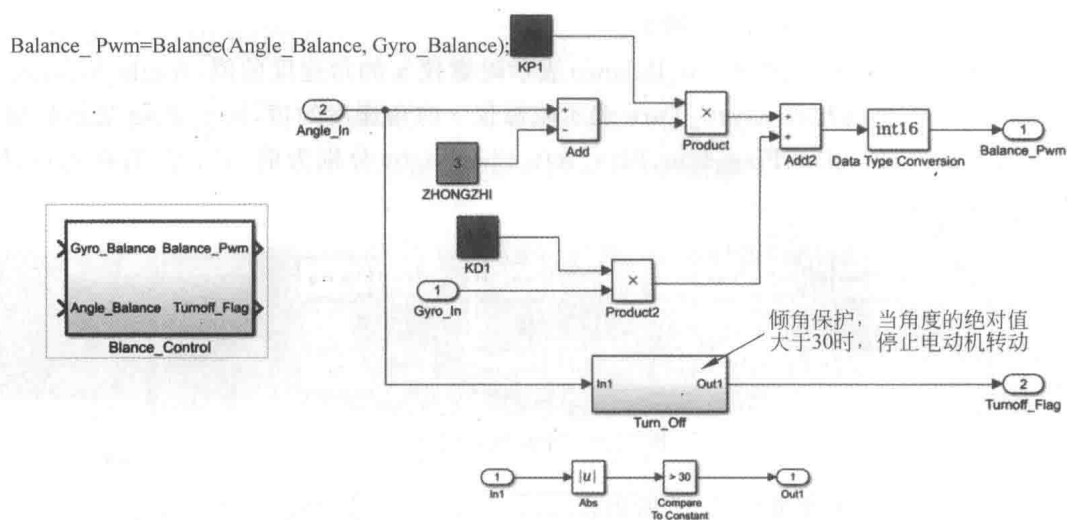 Balance_ Pwm=Balance(Angle_Balance, Gyro_Balance);
KP1
2
Angle_In
+
−
Add
×
Product
+
Add2
int16
Data Type Conversion
1
Balance_Pwm
3
ZHONGZHI
KD1
1
Gyro_In
×
Product2
Gyro_Balance Balance_Pwm
Angle_Balance Turnoff_Flag
Blance_Control
倾角保护，当角度的绝对值
大于30时，停止电动机转动
In1 Out1
Turn_Off
2
Turnoff_Flag
1
In1
|u|
Abs
> 30
Compare
To Constant
1
Out1